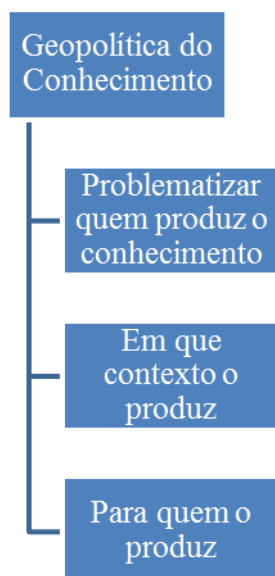 Geopolítica do
Conhecimento
Problematizar
quem produz o
conhecimento
Em que
contexto o
produz
Para quem o
produz